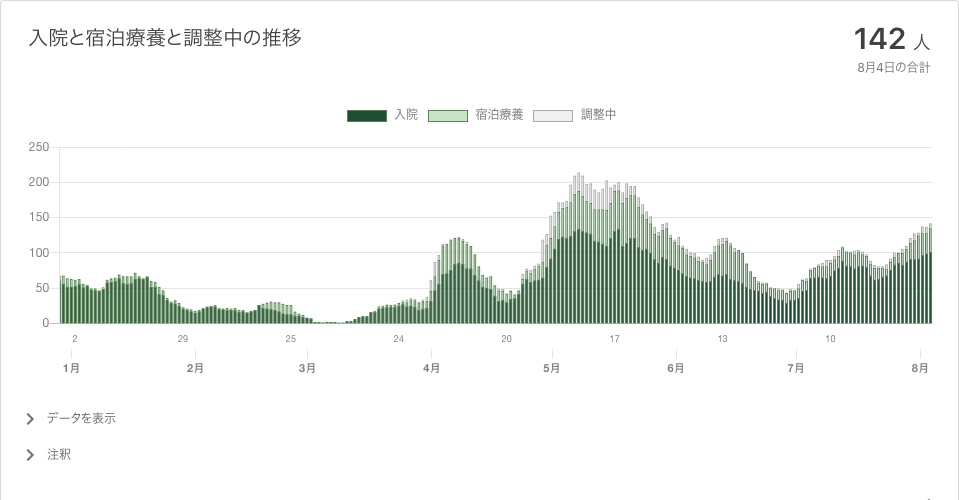 入院と宿泊療養と調整中の推移
142 人
8月4日の合計
入院 宿泊療養 調整中
250
200
150
100
50
0
2 29 25 24 20 17 13 10
1月 2月 3月 4月 5月 6月 7月 8月
データを表示
注釈